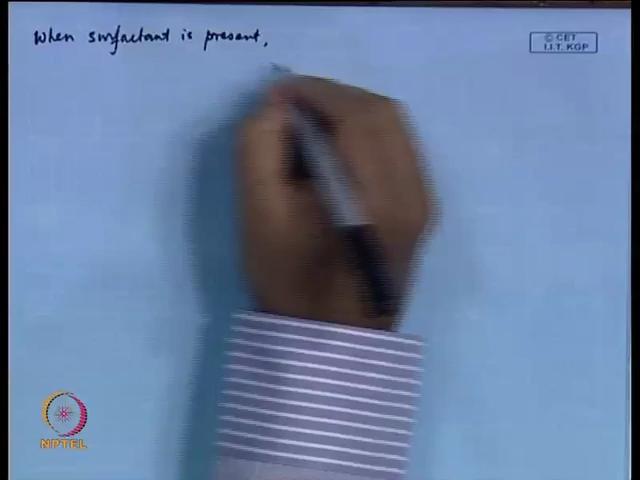 When surfactant is present,
© CET
I.I.T. KGP
NPTEL